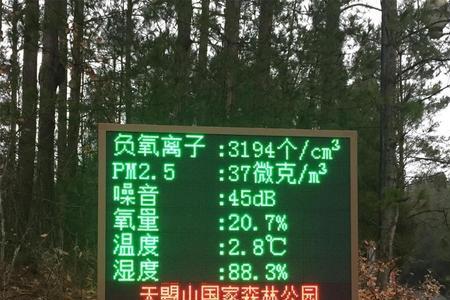 负氧离子 :3194个/cm³
PM2.5 :37微克/m³
噪音 :45dB
氧量 :20.7%
温度 :2.8℃
湿度 :88.3%
天曌山国家森林公园